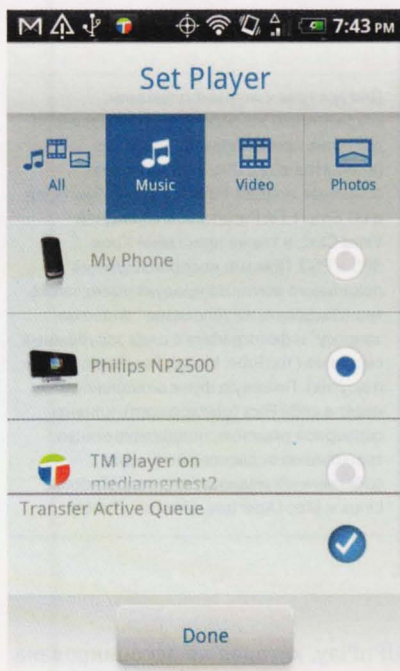 7:43 PM
Set Player
All
Music
Video
Photos
My Phone
Philips NP2500
TM Player on
mediamertest2
Transfer Active Queue
Done